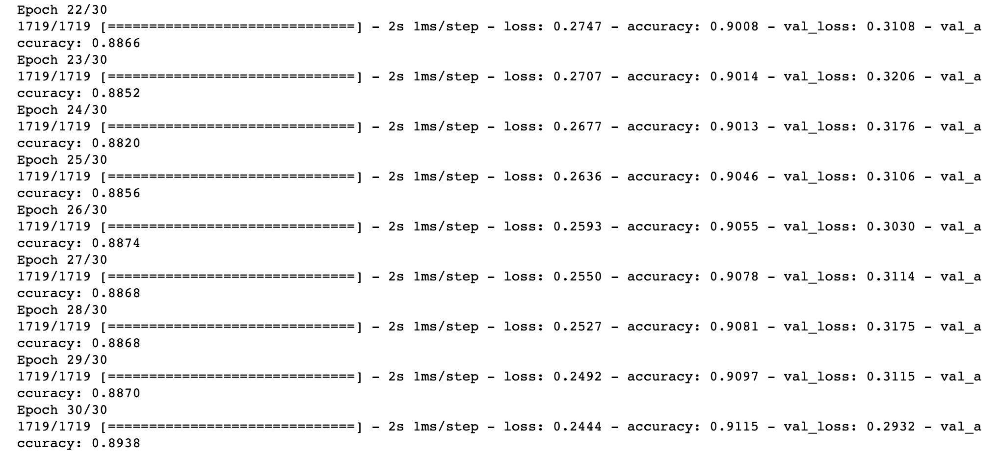 Epoch 22/30
1719/1719 [==============================] - 2s 1ms/step - loss: 0.2747 - accuracy: 0.9008 - val_loss: 0.3108 - val_a
ccuracy: 0.8866
Epoch 23/30
1719/1719 [==============================] - 2s 1ms/step - loss: 0.2707 - accuracy: 0.9014 - val_loss: 0.3206 - val_a
ccuracy: 0.8852
Epoch 24/30
1719/1719 [==============================] - 2s 1ms/step - loss: 0.2677 - accuracy: 0.9013 - val_loss: 0.3176 - val_a
ccuracy: 0.8820
Epoch 25/30
1719/1719 [==============================] - 2s 1ms/step - loss: 0.2636 - accuracy: 0.9046 - val_loss: 0.3106 - val_a
ccuracy: 0.8856
Epoch 26/30
1719/1719 [==============================] - 2s 1ms/step - loss: 0.2593 - accuracy: 0.9055 - val_loss: 0.3030 - val_a
ccuracy: 0.8874
Epoch 27/30
1719/1719 [==============================] - 2s 1ms/step - loss: 0.2550 - accuracy: 0.9078 - val_loss: 0.3114 - val_a
ccuracy: 0.8868
Epoch 28/30
1719/1719 [==============================] - 2s 1ms/step - loss: 0.2527 - accuracy: 0.9081 - val_loss: 0.3175 - val_a
ccuracy: 0.8868
Epoch 29/30
1719/1719 [==============================] - 2s 1ms/step - loss: 0.2492 - accuracy: 0.9097 - val_loss: 0.3115 - val_a
ccuracy: 0.8870
Epoch 30/30
1719/1719 [==============================] - 2s 1ms/step - loss: 0.2444 - accuracy: 0.9115 - val_loss: 0.2932 - val_a
ccuracy: 0.8938